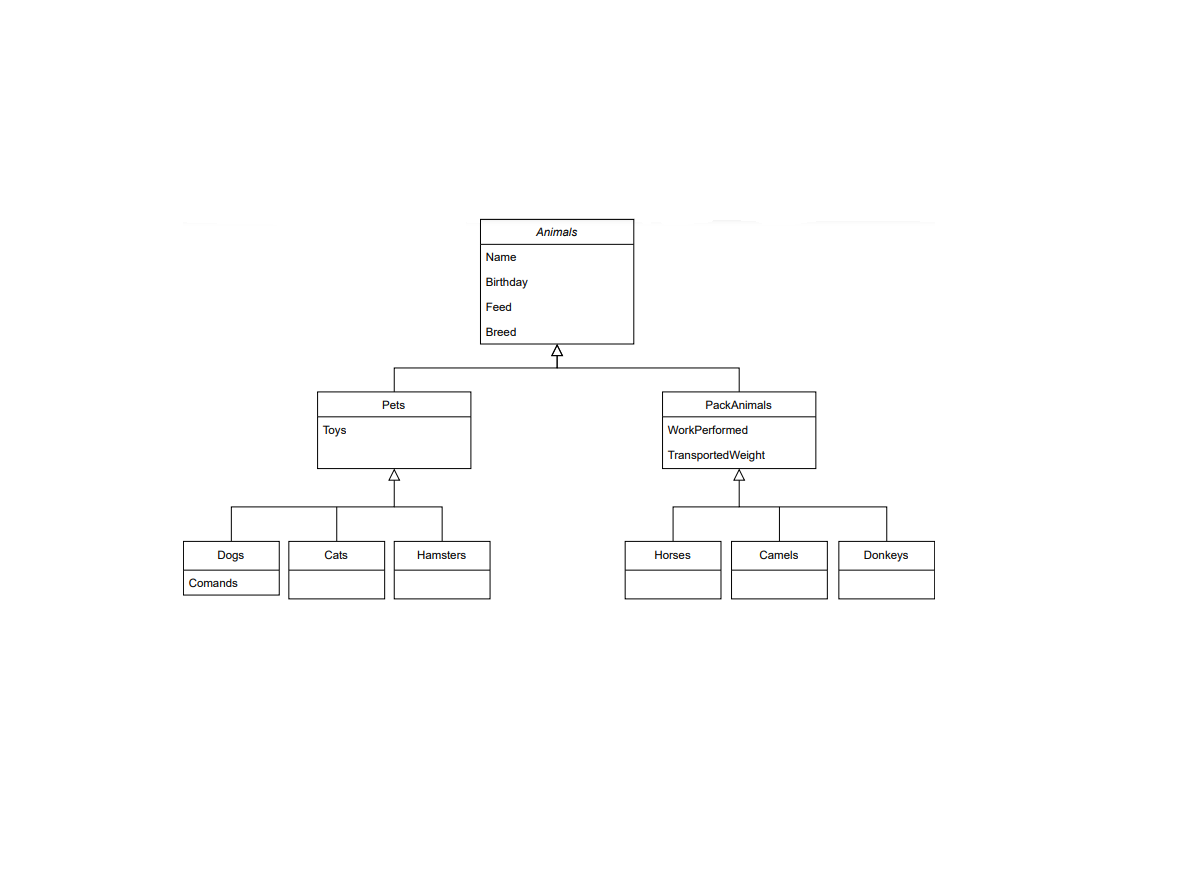 Animals
Name
Birthday
Feed
Breed
Pets
Toys
PackAnimals
WorkPerformed
TransportedWeight
Dogs
Comands
Cats
Hamsters
Horses
Camels
Donkeys